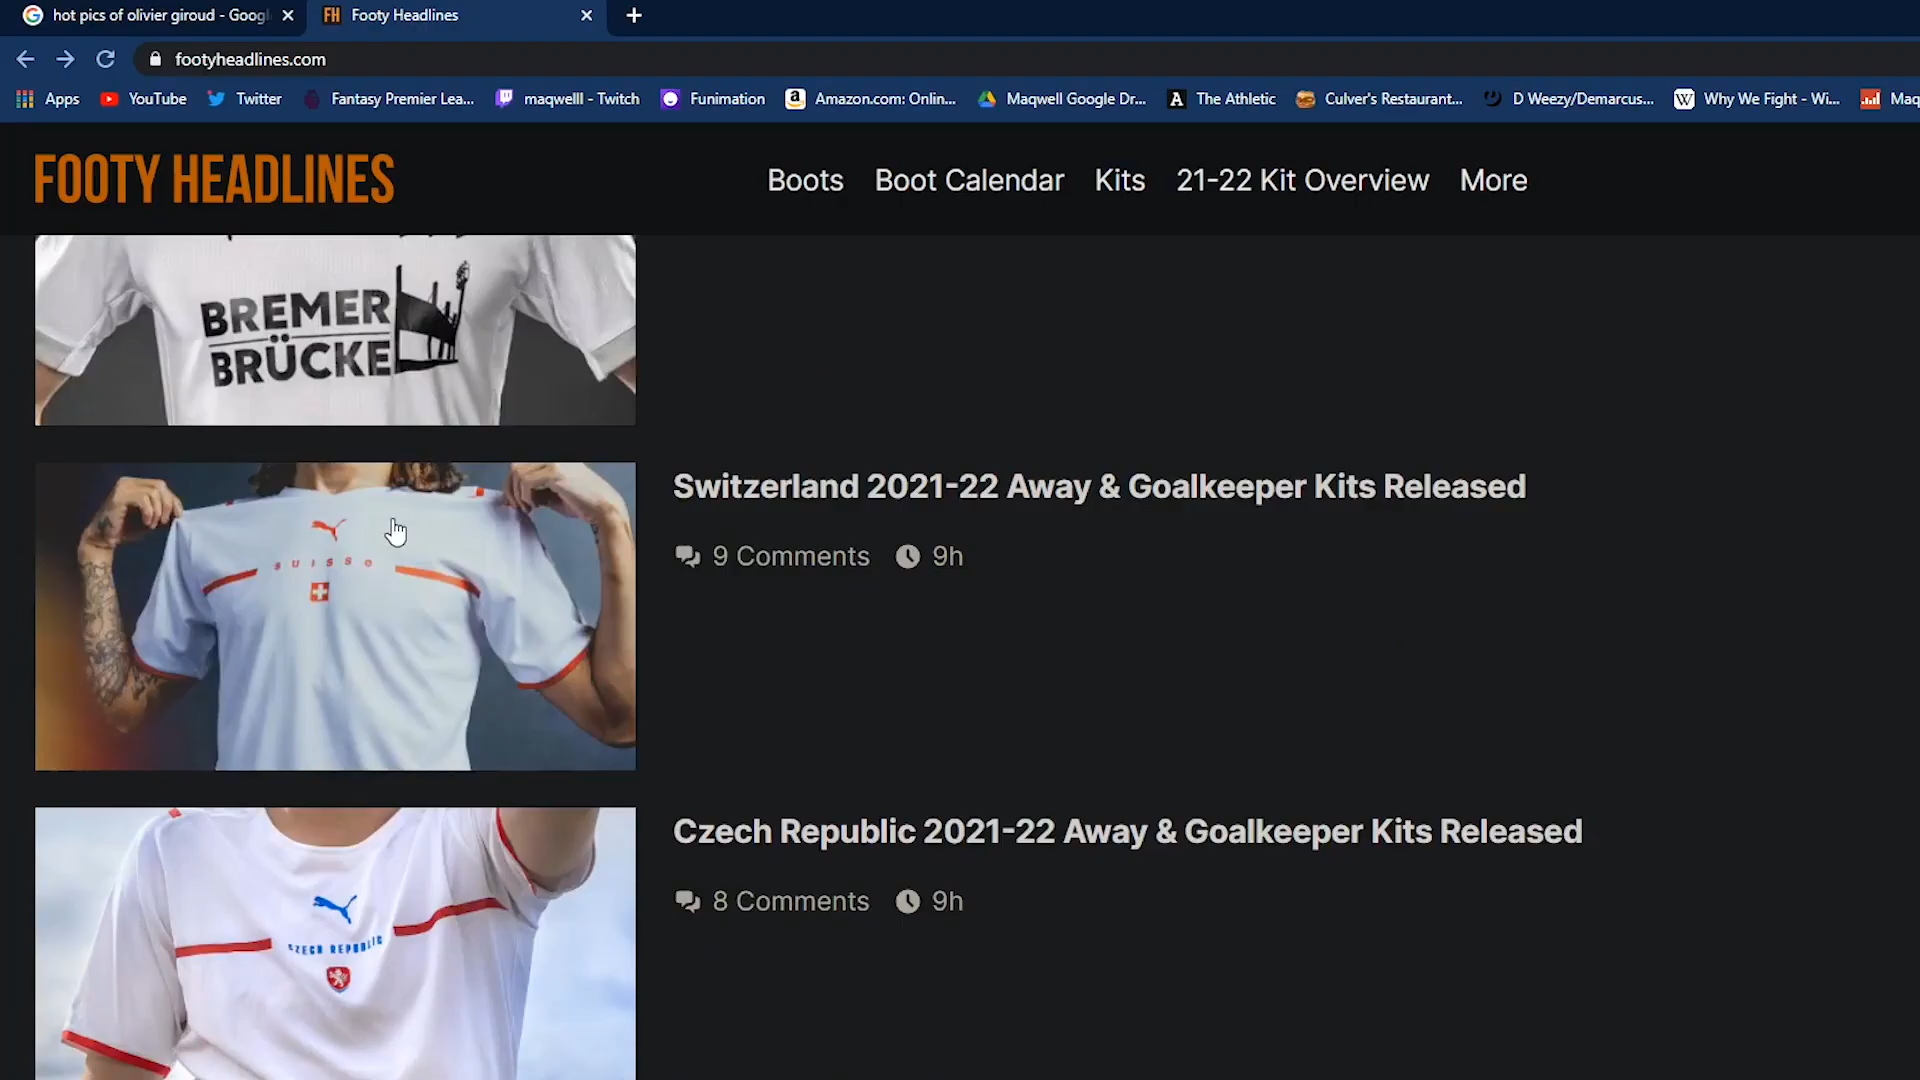 hot pics of olivier giroud - Googl
Footy Headlines
footyheadlines.com
Apps
YouTube
Twitter
Fantasy Premier Lea...
maqwelll - Twitch
Funimation
Amazon.com: Onlin...
Maqwell Google Dr...
The Athletic
Culver's Restaurant...
D Weezy/Demarcus...
Why We Fight - Wi...
Maq
FOOTY HEADLINES
Boots
Boot Calendar
Kits
21-22 Kit Overview
More
BREMER
BRÜCKE
SUISSE
Switzerland 2021-22 Away & Goalkeeper Kits Released
9 Comments
9h
CZECH REPUBLIC
Czech Republic 2021-22 Away & Goalkeeper Kits Released
8 Comments
9h